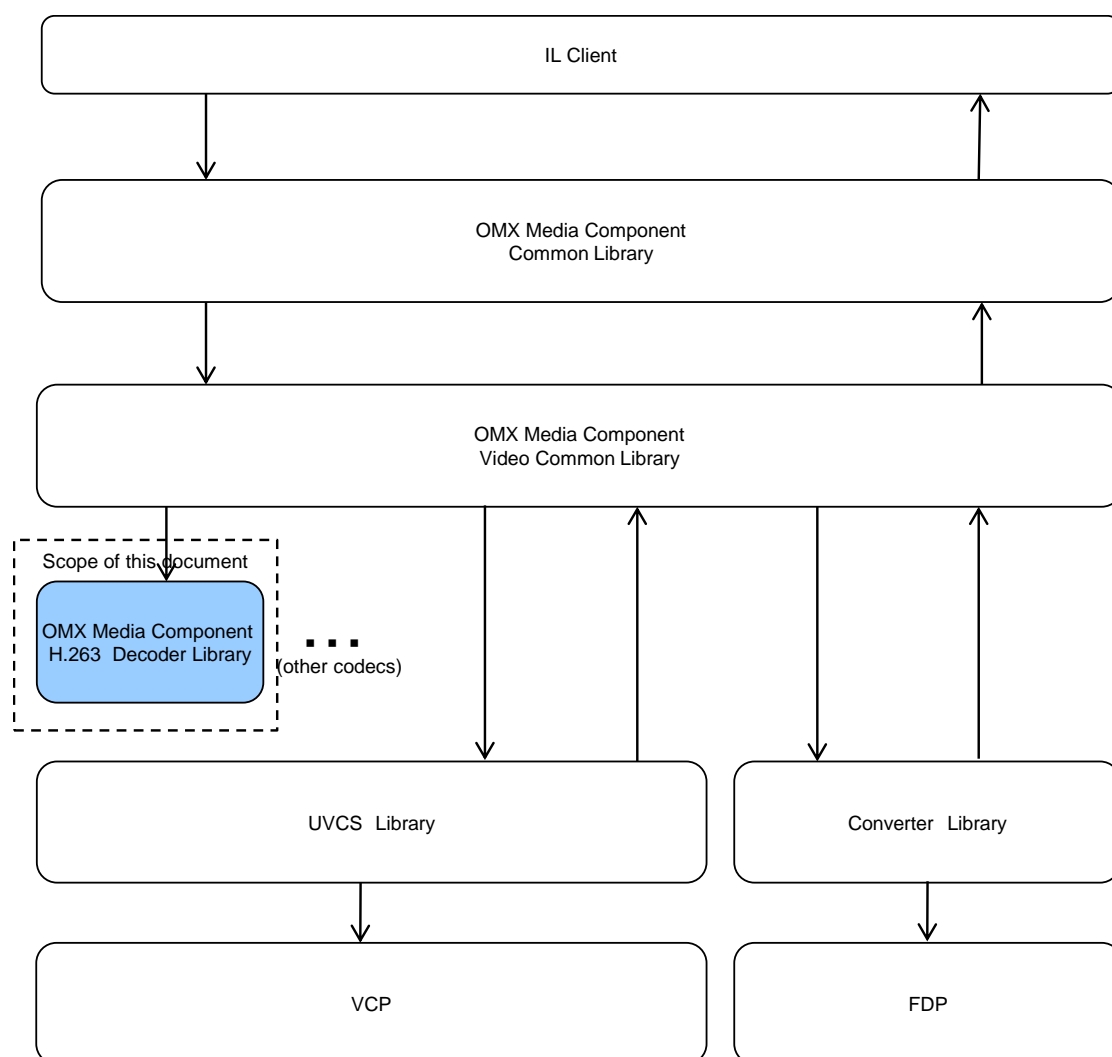 IL Client
OMX Media Component
Common Library
OMX Media Component
Video Common Library
Scope of this document
OMX Media Component
H.263 Decoder Library
...
(other codecs)
UVCS Library
Converter Library
VCP
FDP